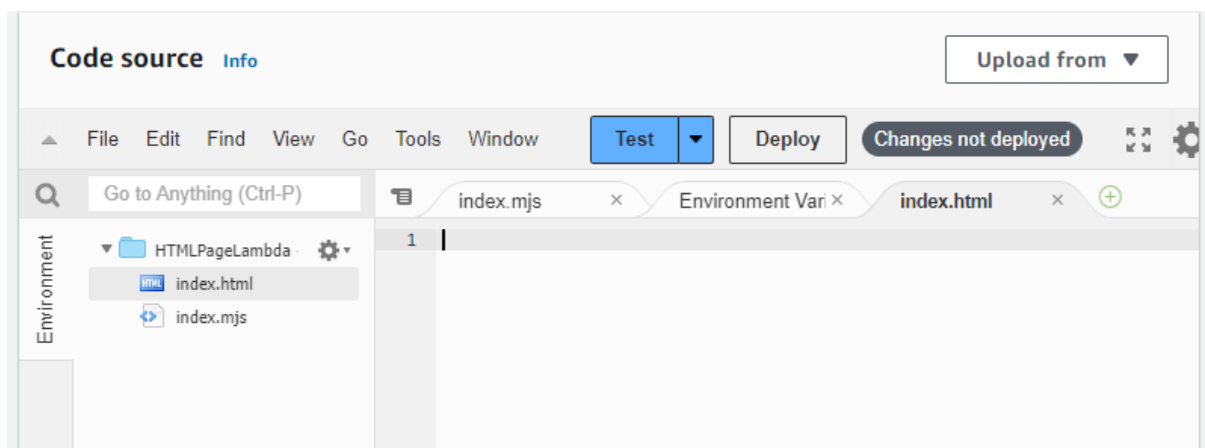 Code source Info Upload from
File Edit Find View Go Tools Window Test Deploy Changes not deployed
Go to Anything (Ctrl-P) index.mjs Environment Vari index.html
Environment
HTMLPageLambda - 1
HTML index.html
index.mjs